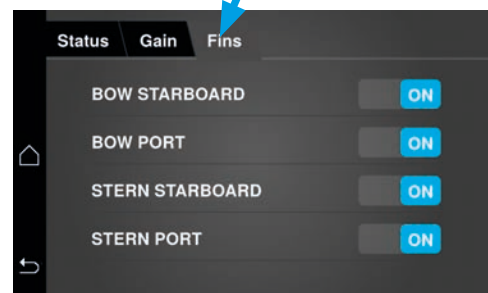 Status Gain Fins
BOW STARBOARD ON
BOW PORT ON
STERN STARBOARD ON
STERN PORT ON